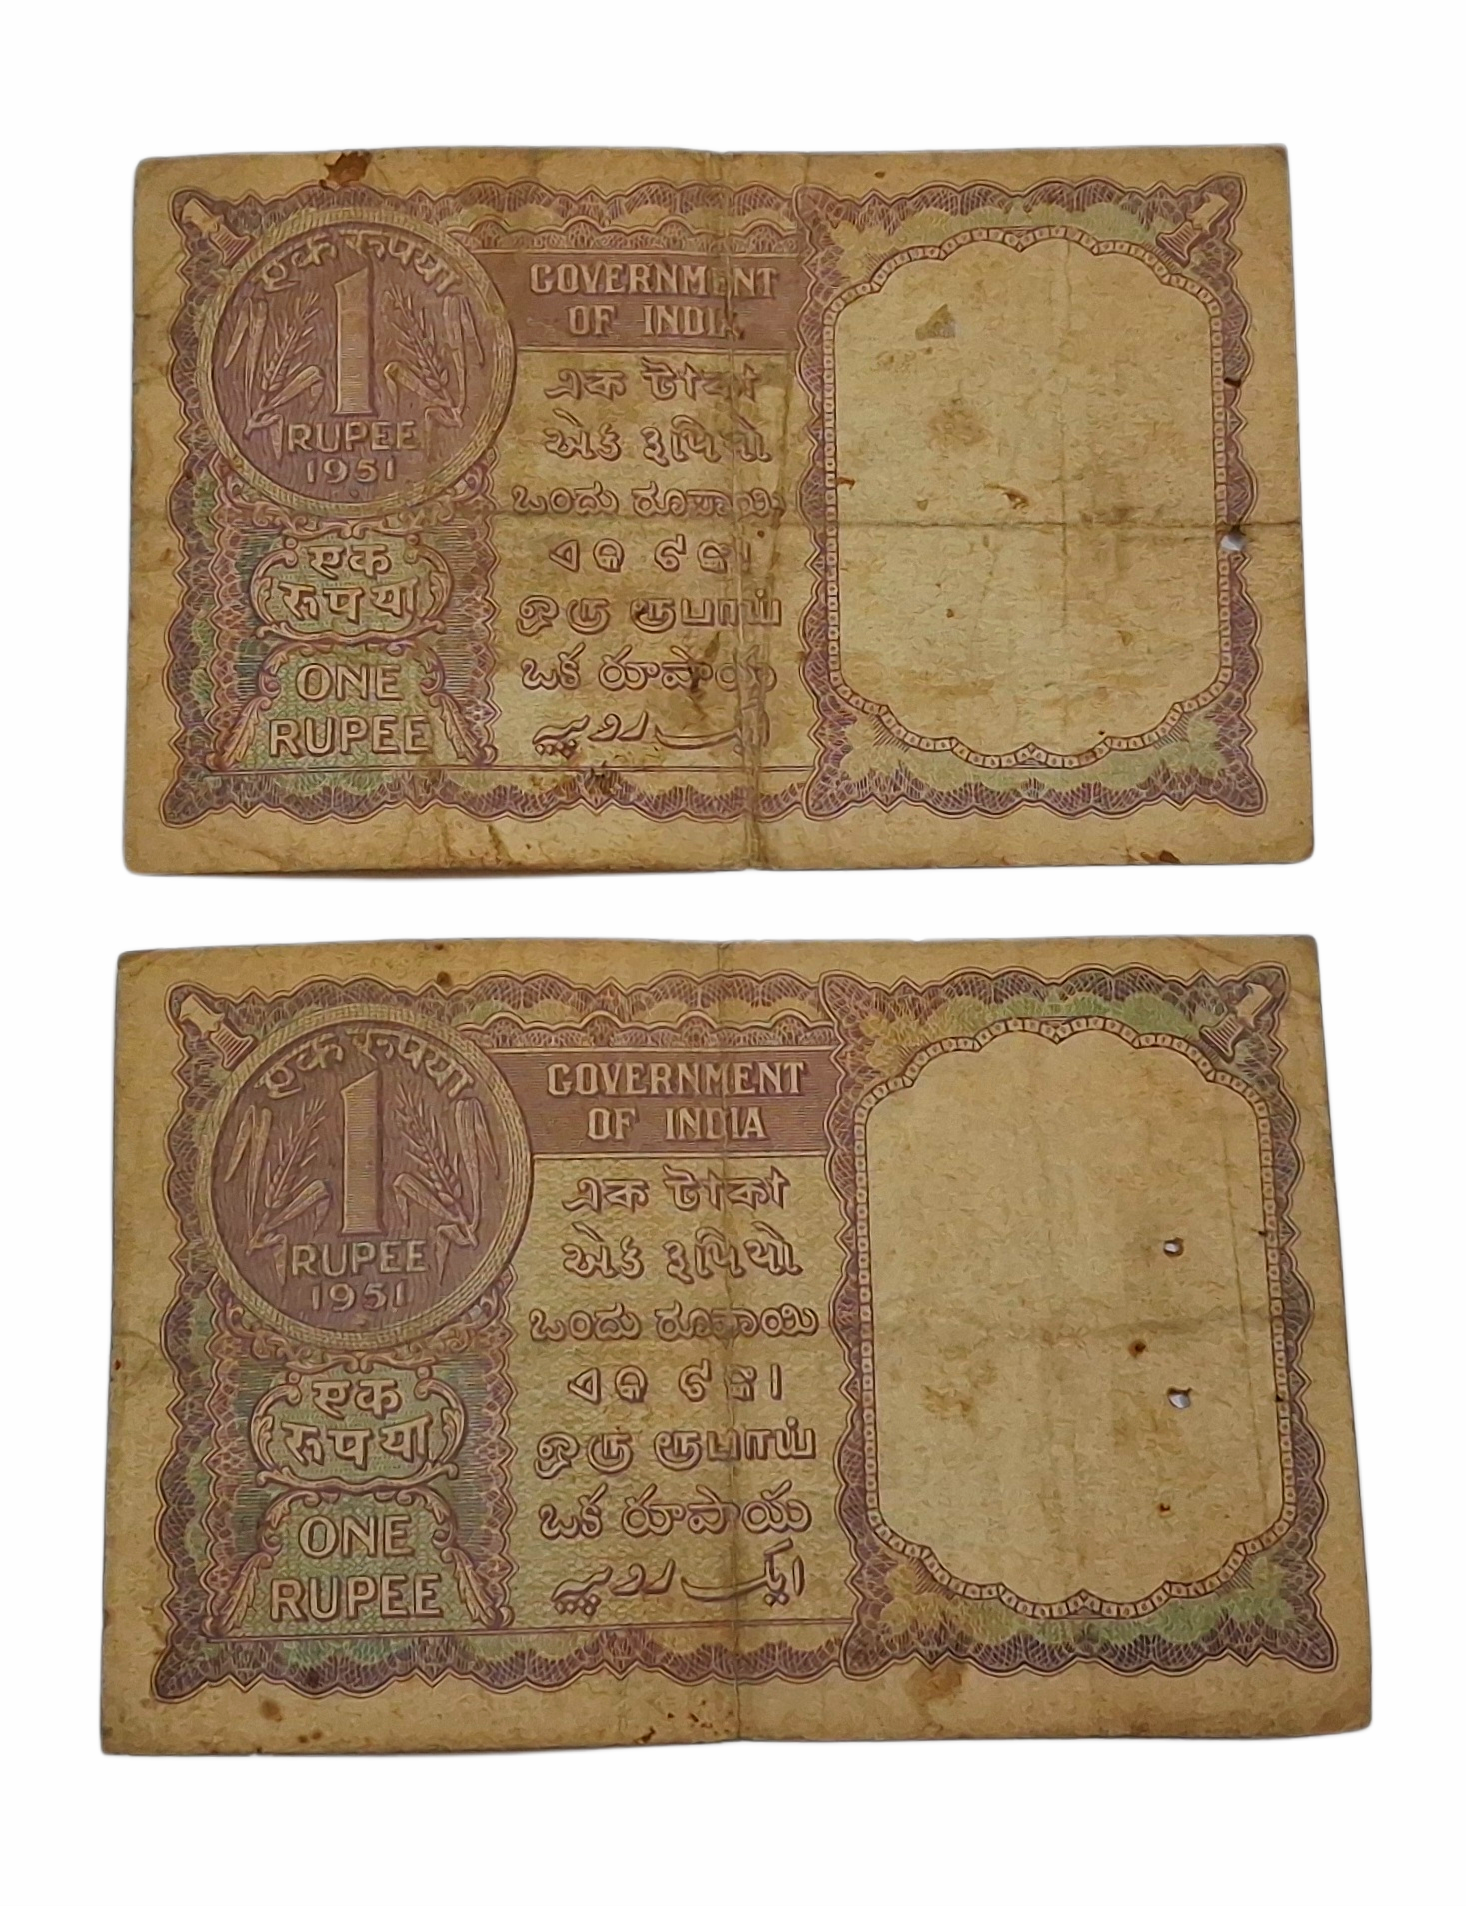 एक रुपया
1
RUPEE
1951
एक
रूपया
ONE
RUPEE
GOVERNMENT
OF INDIA
এক টাকা
એક રૂપિયો
ಒಂದು ರೂಪಾಯಿ
ଏକ ଟଙ୍କା
ஒரு ரூபாய்
ఒక రూపాయ
ایک روپیہ
एक रुपया
1
RUPEE
1951
एक
रूपया
ONE
RUPEE
GOVERNMENT
OF INDIA
এক টাকা
એક રૂપિયો
ಒಂದು ರೂಪಾಯಿ
ଏକ ଟଙ୍କା
ஒரு ரூபாய்
ఒక రూపాయ
ایک روپیہ